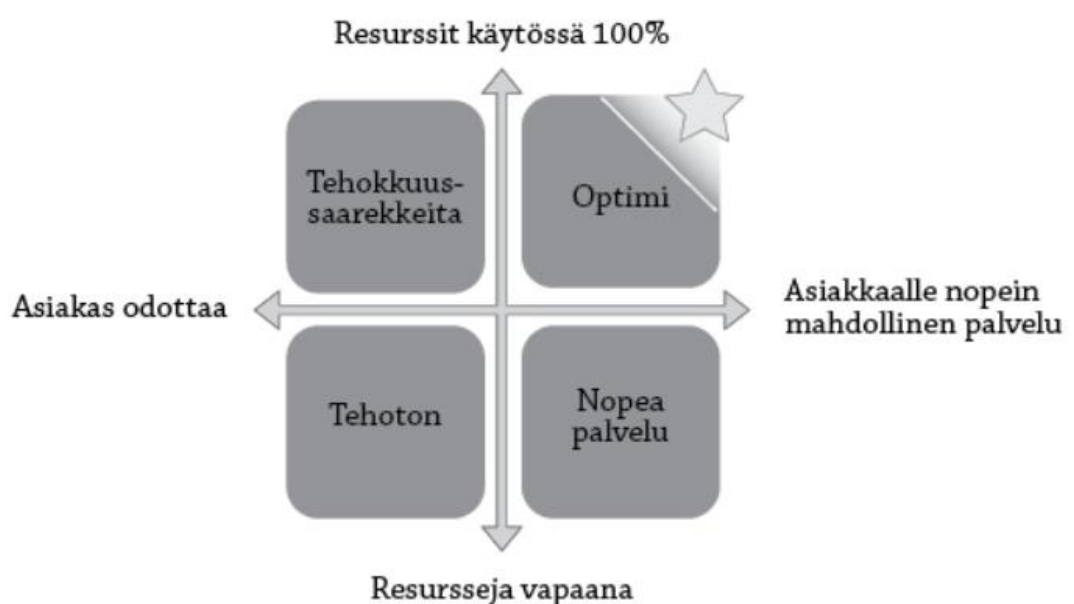 Resurssit käytössä 100%
Tehokkuus-
saarekkeita
Optimi
Asiakas odottaa
Asiakkaalle nopein
mahdollinen palvelu
Tehoton
Nopea
palvelu
Resursseja vapaana